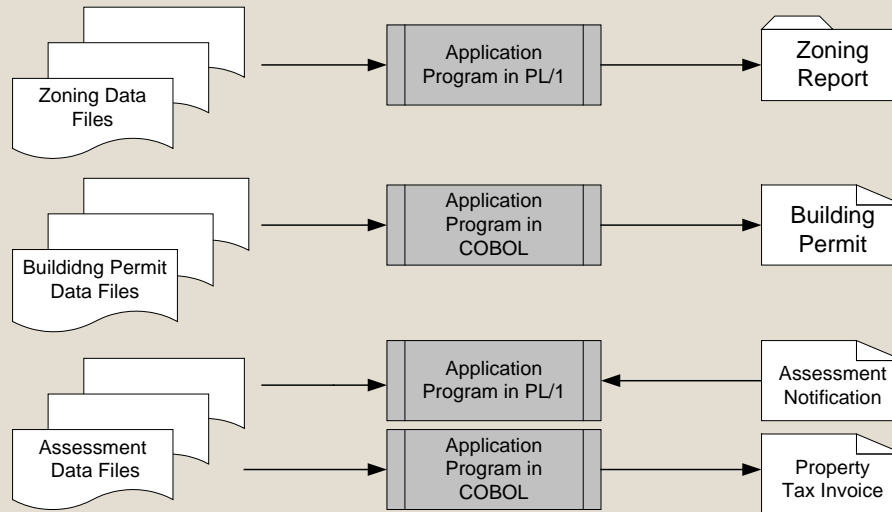 Zoning Data
Files
Application
Program in PL/1
Zoning
Report
Buildidng Permit
Data Files
Application
Program in
COBOL
Building
Permit
Assessment
Data Files
Application
Program in PL/1
Assessment
Notification
Application
Program in
COBOL
Property
Tax Invoice